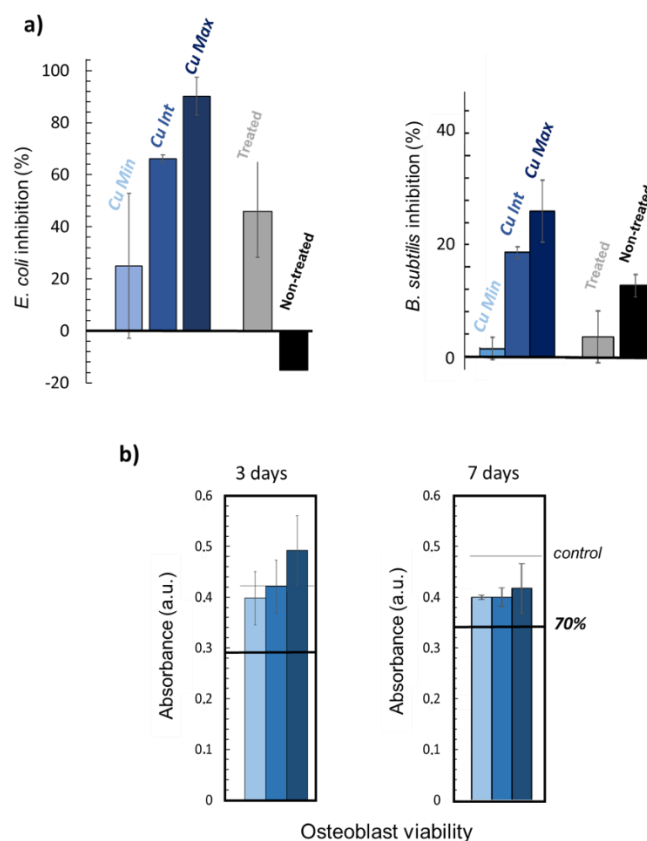 a)
E. coli inhibition (%)
100
80
60
40
20
0
-20
Cu Min
Cu Int
Cu Max
Treated
Non-treated
B. subtilis inhibition (%)
40
20
0
Cu Min
Cu Int
Cu Max
Treated
Non-treated
b)
3 days
Absorbance (a.u.)
0.6
0,5
0.4
0.3
0.2
0,1
0
7 days
Absorbance (a.u.)
0.6
0,5
0.4
0.3
0.2
0,1
0
control
70%
Osteoblast viability